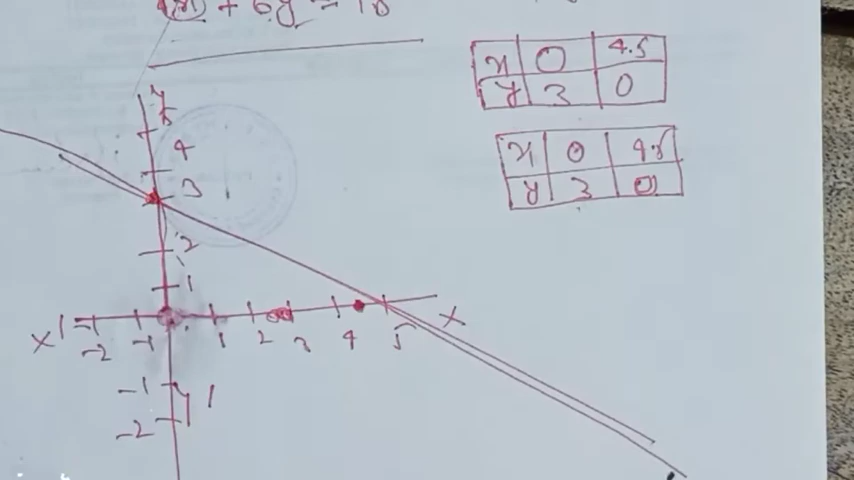 + 6y = 18
x 0 4.5
y 3 0
x 0 4.5
y 3 0
y
5
4
3
2
1
x' -2 -1 1 2 3 4 5 x
-1 y'
-2